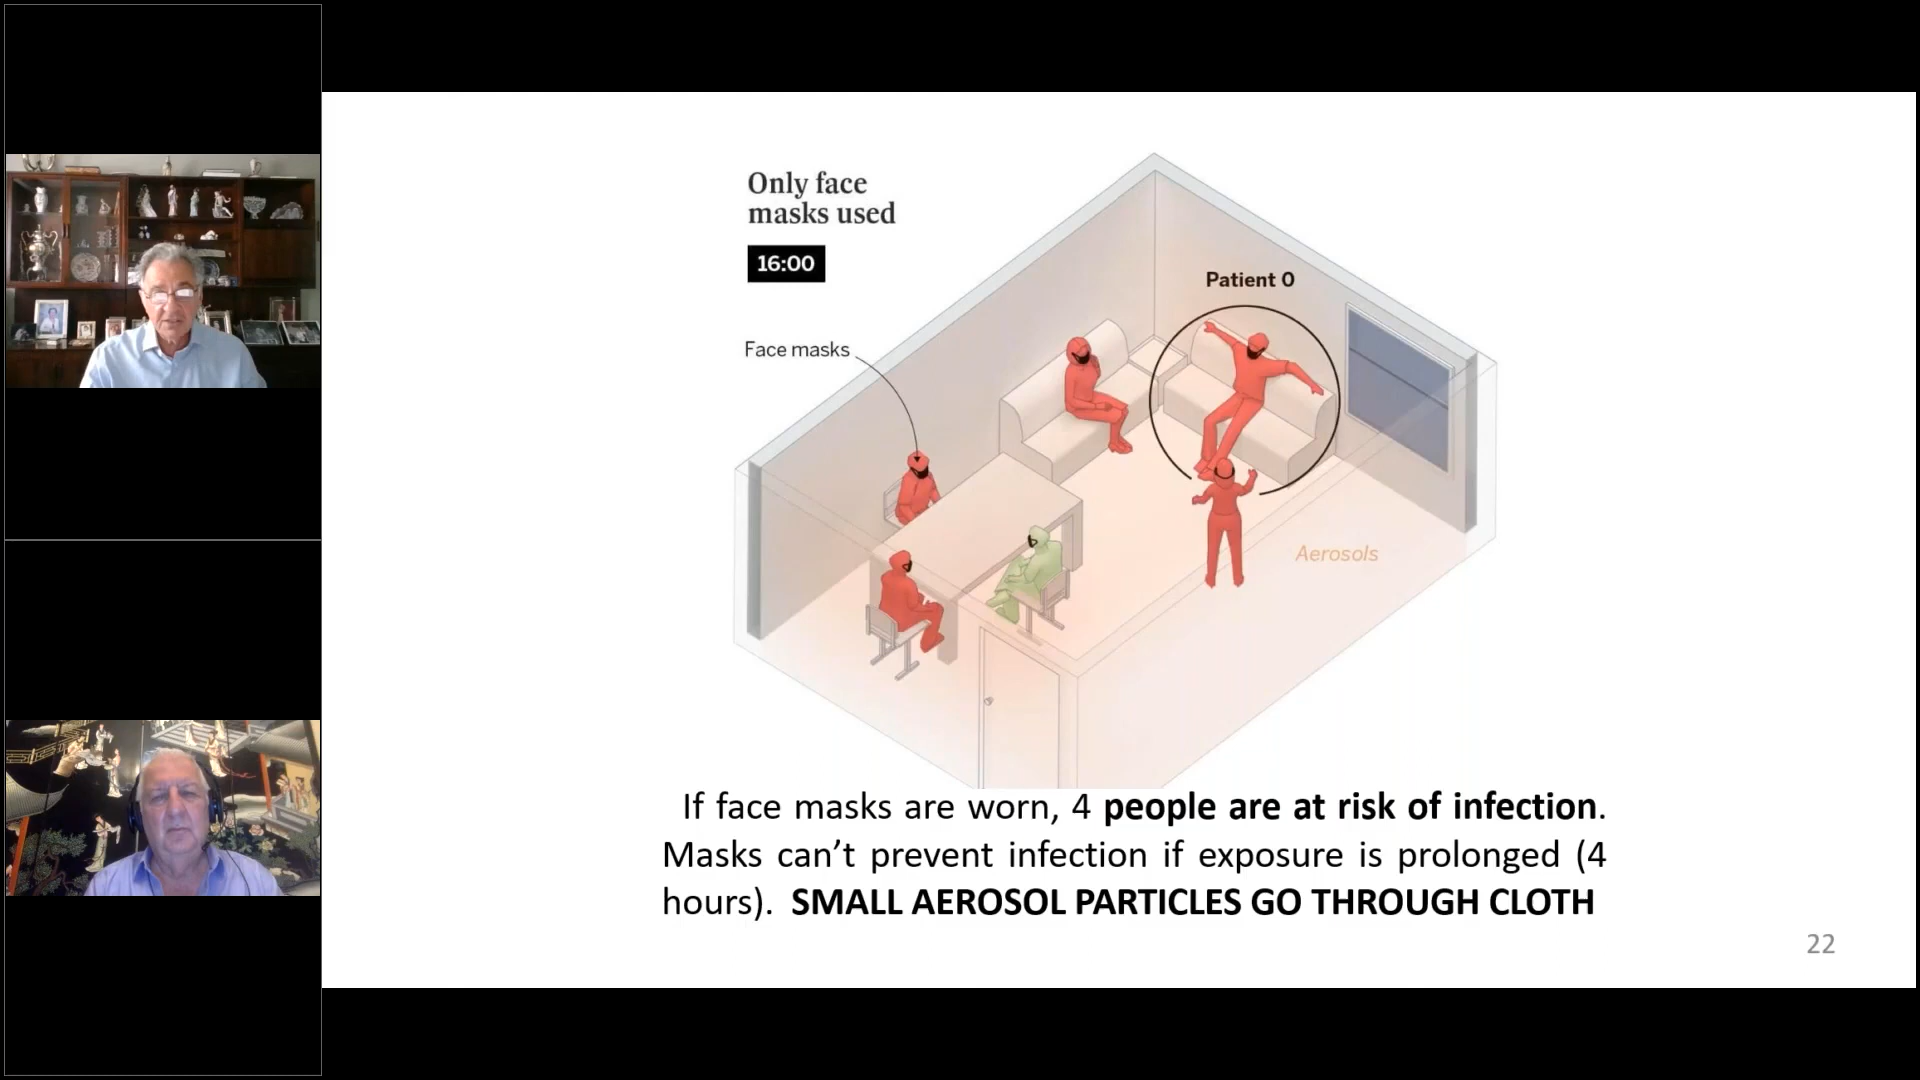 Only face
masks used
16:00
Patient 0
Face masks
Aerosols
If face masks are worn, 4 people are at risk of infection.
Masks can’t prevent infection if exposure is prolonged (4
hours). SMALL AEROSOL PARTICLES GO THROUGH CLOTH
22